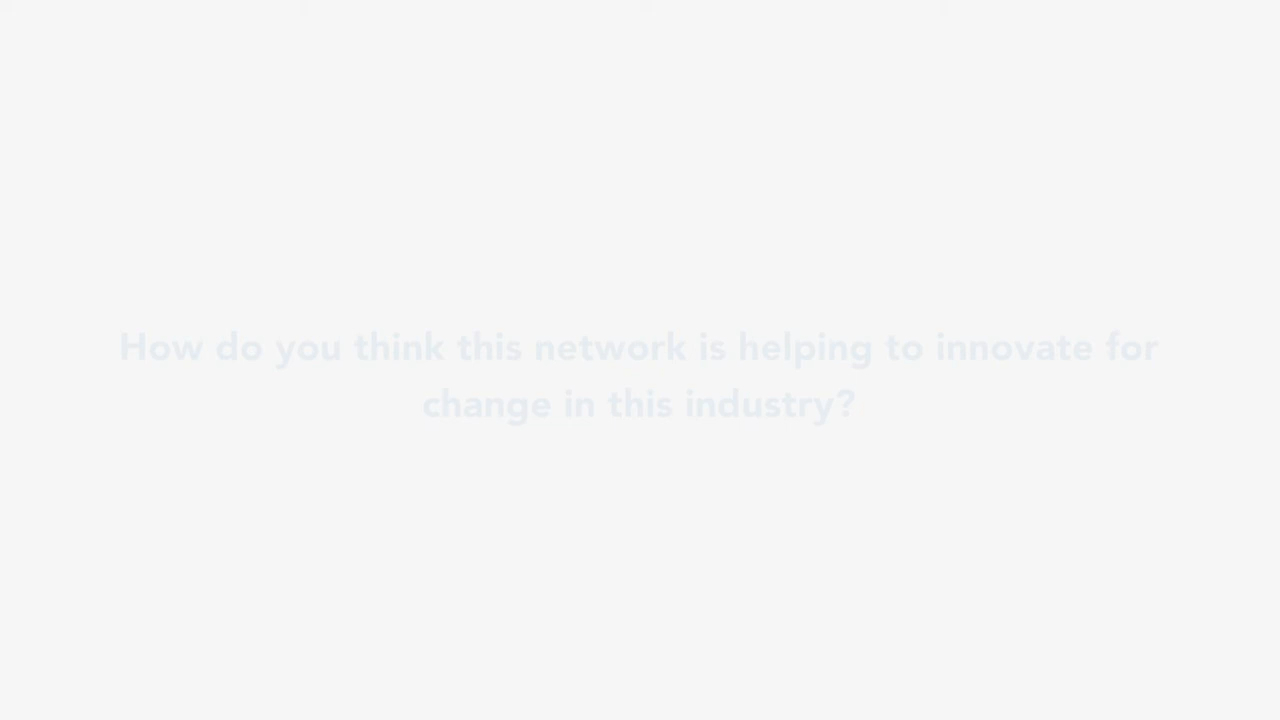 How do you think this network is helping to innovate for
change in this industry?